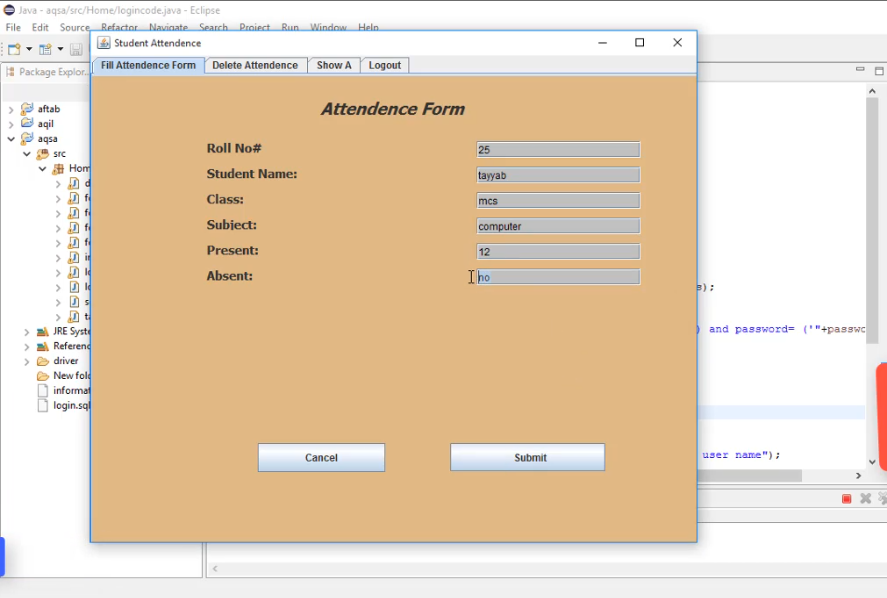 Java - aqsa/src/Home/logincode.java - Eclipse
File Edit Source Refactor Navigate Search Project Run Window Help
Student Attendence
Fill Attendence Form Delete Attendence Show A Logout
Package Explor...
Attendence Form
aftab
aqil
aqsa
src
Hom
JRE Syste
Referenc
driver
New fold
informat
login.sql
Roll No# 25
Student Name: tayyab
Class: mcs
Subject: computer
Present: 12
Absent: no
s);
) and password= ('"+passwo
user name");
Cancel Submit